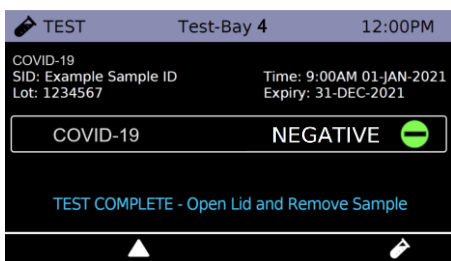 TEST Test-Bay 4 12:00PM
COVID-19
SID: Example Sample ID Time: 9:00AM 01-JAN-2021
Lot: 1234567 Expiry: 31-DEC-2021
COVID-19 NEGATIVE
TEST COMPLETE - Open Lid and Remove Sample